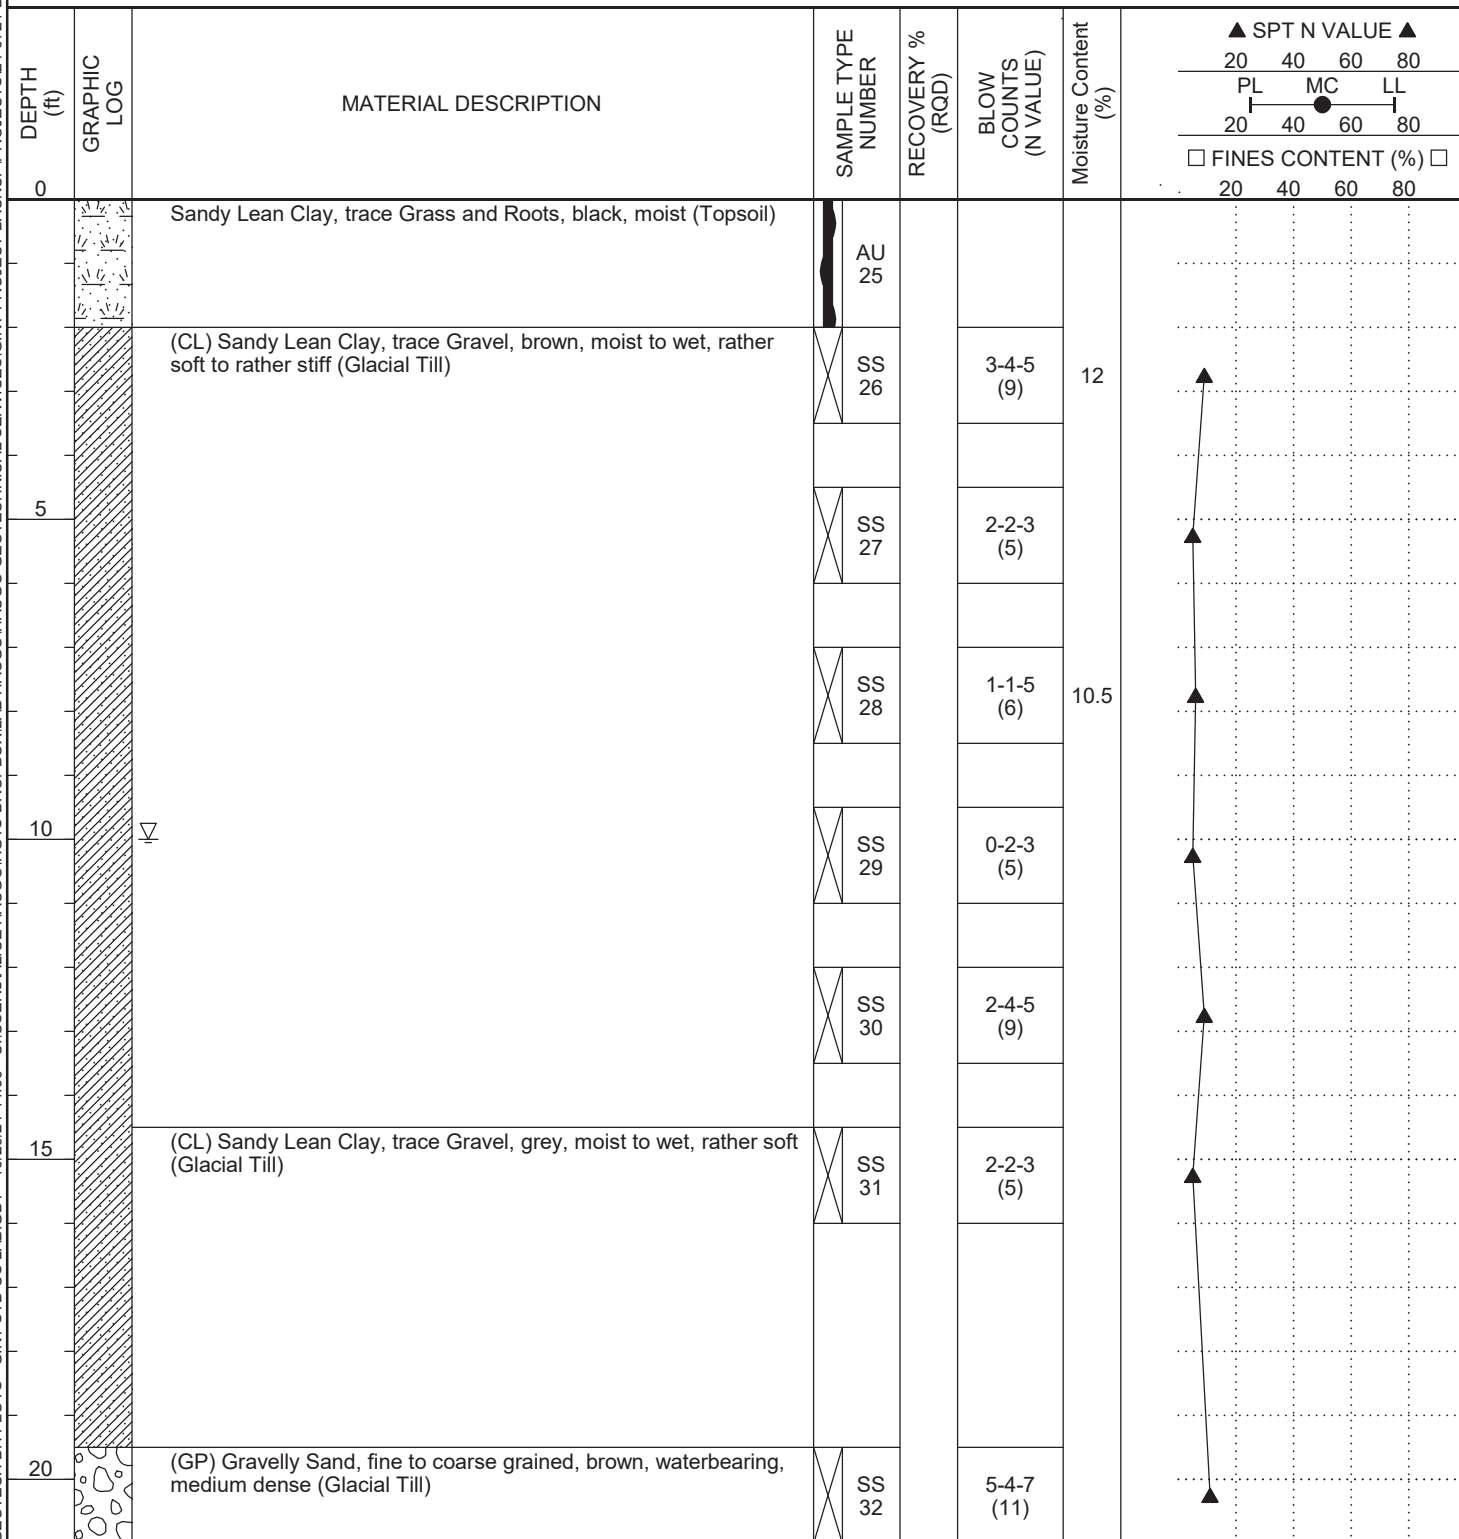 DEPTH
(ft)
GRAPHIC
LOG
MATERIAL DESCRIPTION
SAMPLE TYPE
NUMBER
RECOVERY %
(RQD)
BLOW
COUNTS
(N VALUE)
Moisture Content
(%)
▲ SPT N VALUE ▲
20 40 60 80
PL MC LL
20 40 60 80
□ FINES CONTENT (%) □
20 40 60 80
0
Sandy Lean Clay, trace Grass and Roots, black, moist (Topsoil)
AU
25
(CL) Sandy Lean Clay, trace Gravel, brown, moist to wet, rather
soft to rather stiff (Glacial Till)
SS
26
3-4-5
(9)
12
5
SS
27
2-2-3
(5)
SS
28
1-1-5
(6)
10.5
10
SS
29
0-2-3
(5)
SS
30
2-4-5
(9)
(CL) Sandy Lean Clay, trace Gravel, grey, moist to wet, rather soft
(Glacial Till)
15
SS
31
2-2-3
(5)
(GP) Gravelly Sand, fine to coarse grained, brown, waterbearing,
medium dense (Glacial Till)
20
SS
32
5-4-7
(11)